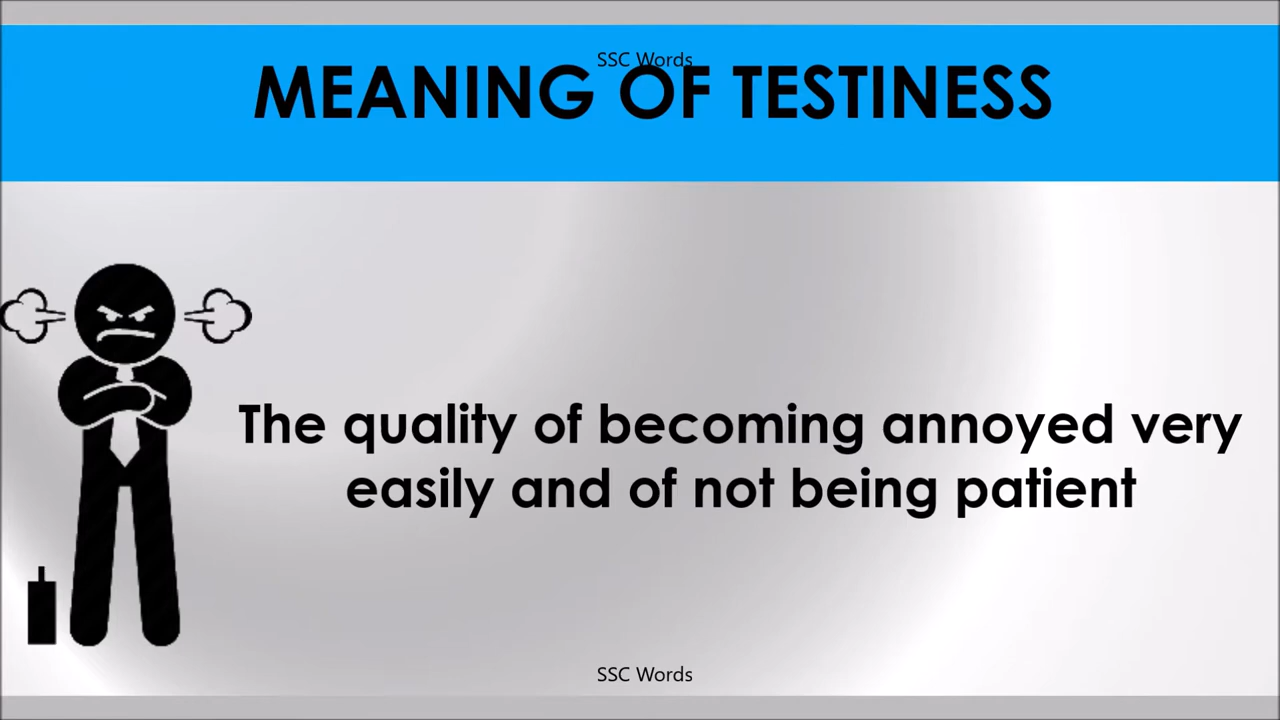 SSC Words
MEANING OF TESTINESS
The quality of becoming annoyed very
easily and of not being patient
SSC Words